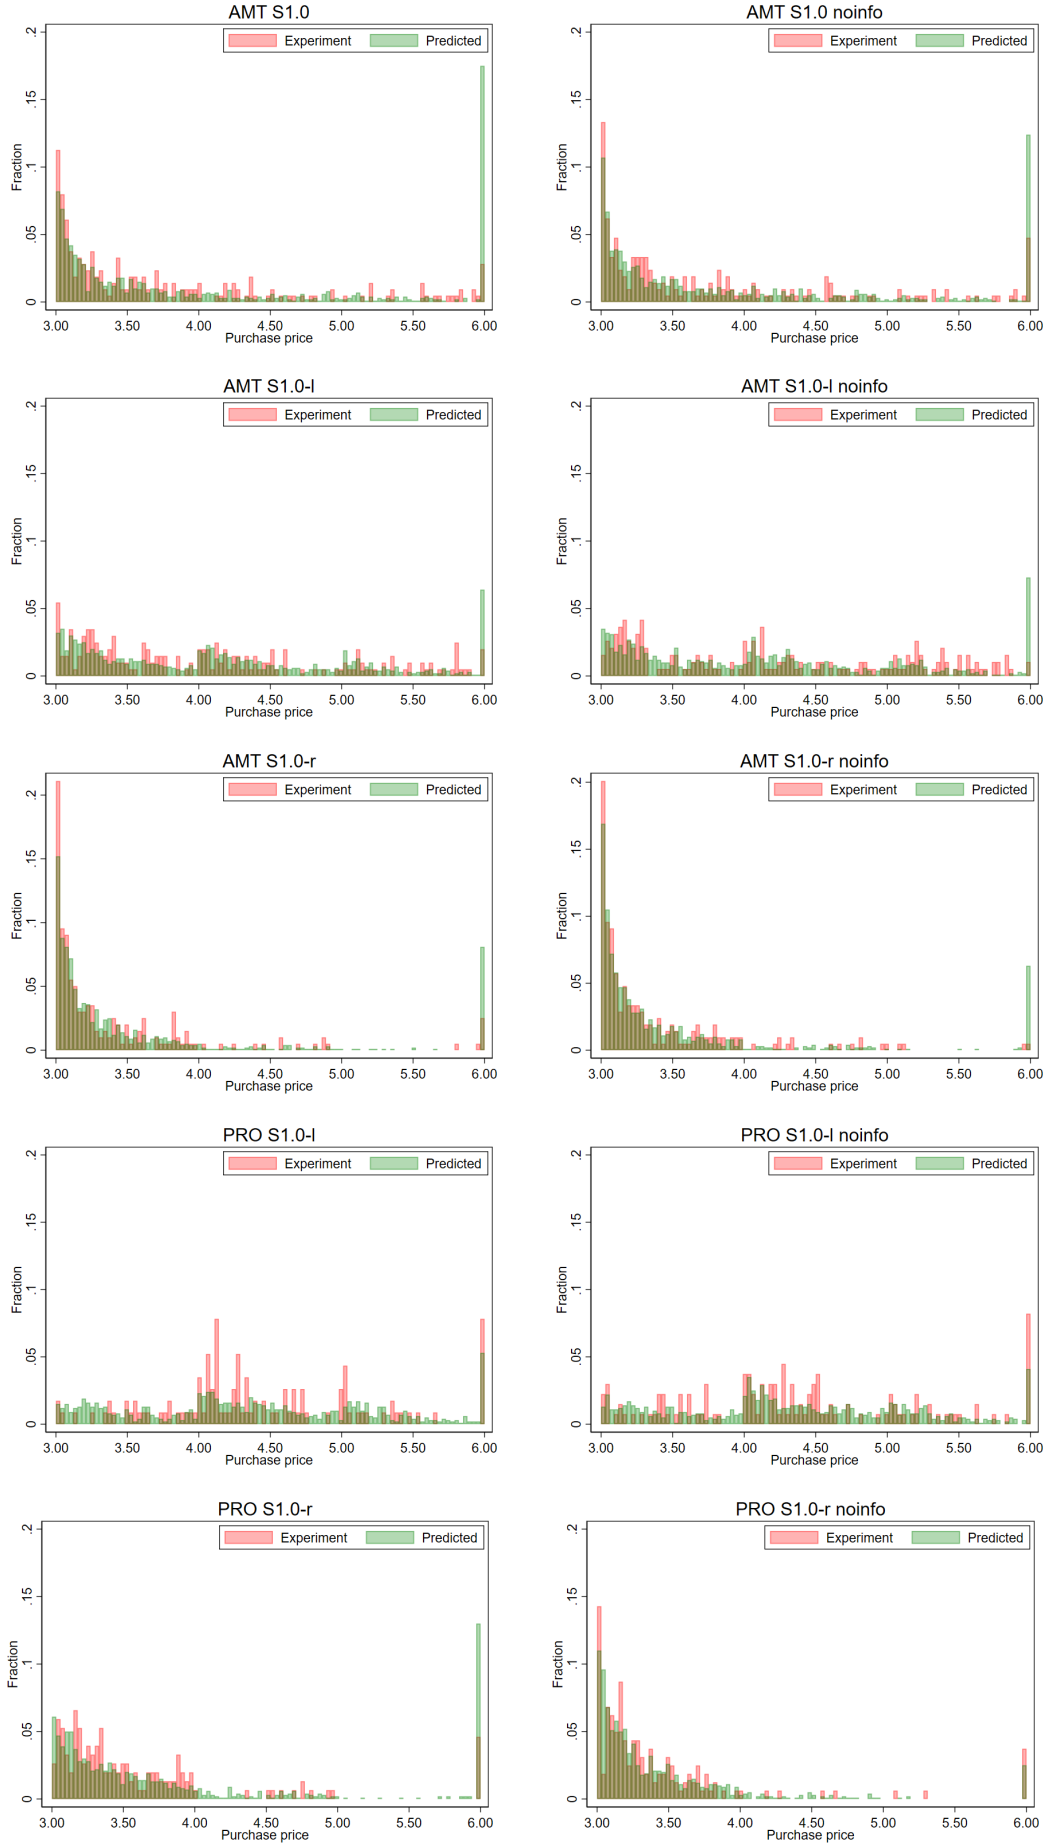 AMT S1.0
Experiment Predicted
Fraction
0 .05 .1 .15 .2
3.00 3.50 4.00 4.50 5.00 5.50 6.00
Purchase price
AMT S1.0 noinfo
Experiment Predicted
Fraction
0 .05 .1 .15 .2
3.00 3.50 4.00 4.50 5.00 5.50 6.00
Purchase price
AMT S1.0-l
Experiment Predicted
Fraction
0 .05 .1 .15 .2
3.00 3.50 4.00 4.50 5.00 5.50 6.00
Purchase price
AMT S1.0-l noinfo
Experiment Predicted
Fraction
0 .05 .1 .15 .2
3.00 3.50 4.00 4.50 5.00 5.50 6.00
Purchase price
AMT S1.0-r
Experiment Predicted
Fraction
0 .05 .1 .15 .2
3.00 3.50 4.00 4.50 5.00 5.50 6.00
Purchase price
AMT S1.0-r noinfo
Experiment Predicted
Fraction
0 .05 .1 .15 .2
3.00 3.50 4.00 4.50 5.00 5.50 6.00
Purchase price
PRO S1.0-l
Experiment Predicted
Fraction
0 .05 .1 .15 .2
3.00 3.50 4.00 4.50 5.00 5.50 6.00
Purchase price
PRO S1.0-l noinfo
Experiment Predicted
Fraction
0 .05 .1 .15 .2
3.00 3.50 4.00 4.50 5.00 5.50 6.00
Purchase price
PRO S1.0-r
Experiment Predicted
Fraction
0 .05 .1 .15 .2
3.00 3.50 4.00 4.50 5.00 5.50 6.00
Purchase price
PRO S1.0-r noinfo
Experiment Predicted
Fraction
0 .05 .1 .15 .2
3.00 3.50 4.00 4.50 5.00 5.50 6.00
Purchase price